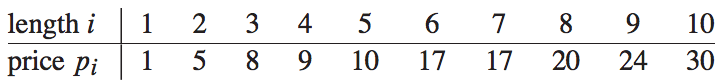 length i 1 2 3 4 5 6 7 8 9 10
price pᵢ 1 5 8 9 10 17 17 20 24 30